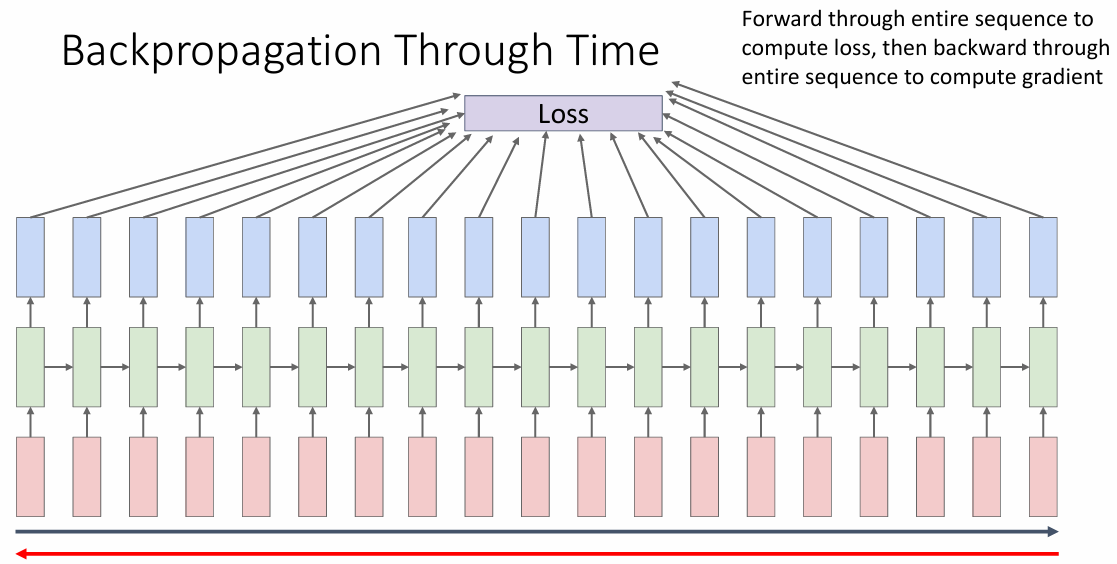 Backpropagation Through Time
Forward through entire sequence to
compute loss, then backward through
entire sequence to compute gradient
Loss